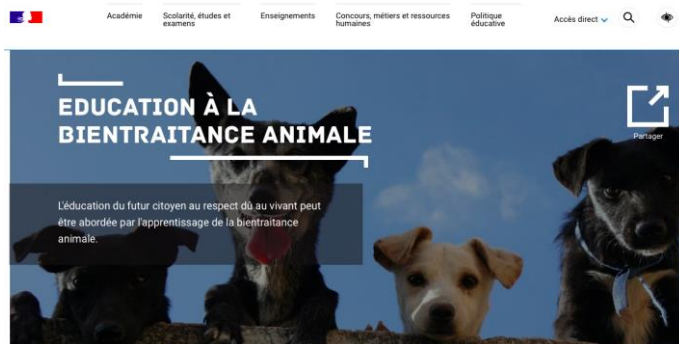 Académie
Scolarité, études et
examens
Enseignements
Concours, métiers et ressources
humaines
Politique
éducative
Accès direct
EDUCATION À LA
BIENTRAITANCE ANIMALE
Partager
L'éducation du futur citoyen au respect dû au vivant peut
être abordée par l'apprentissage de la bientraitance
animale.